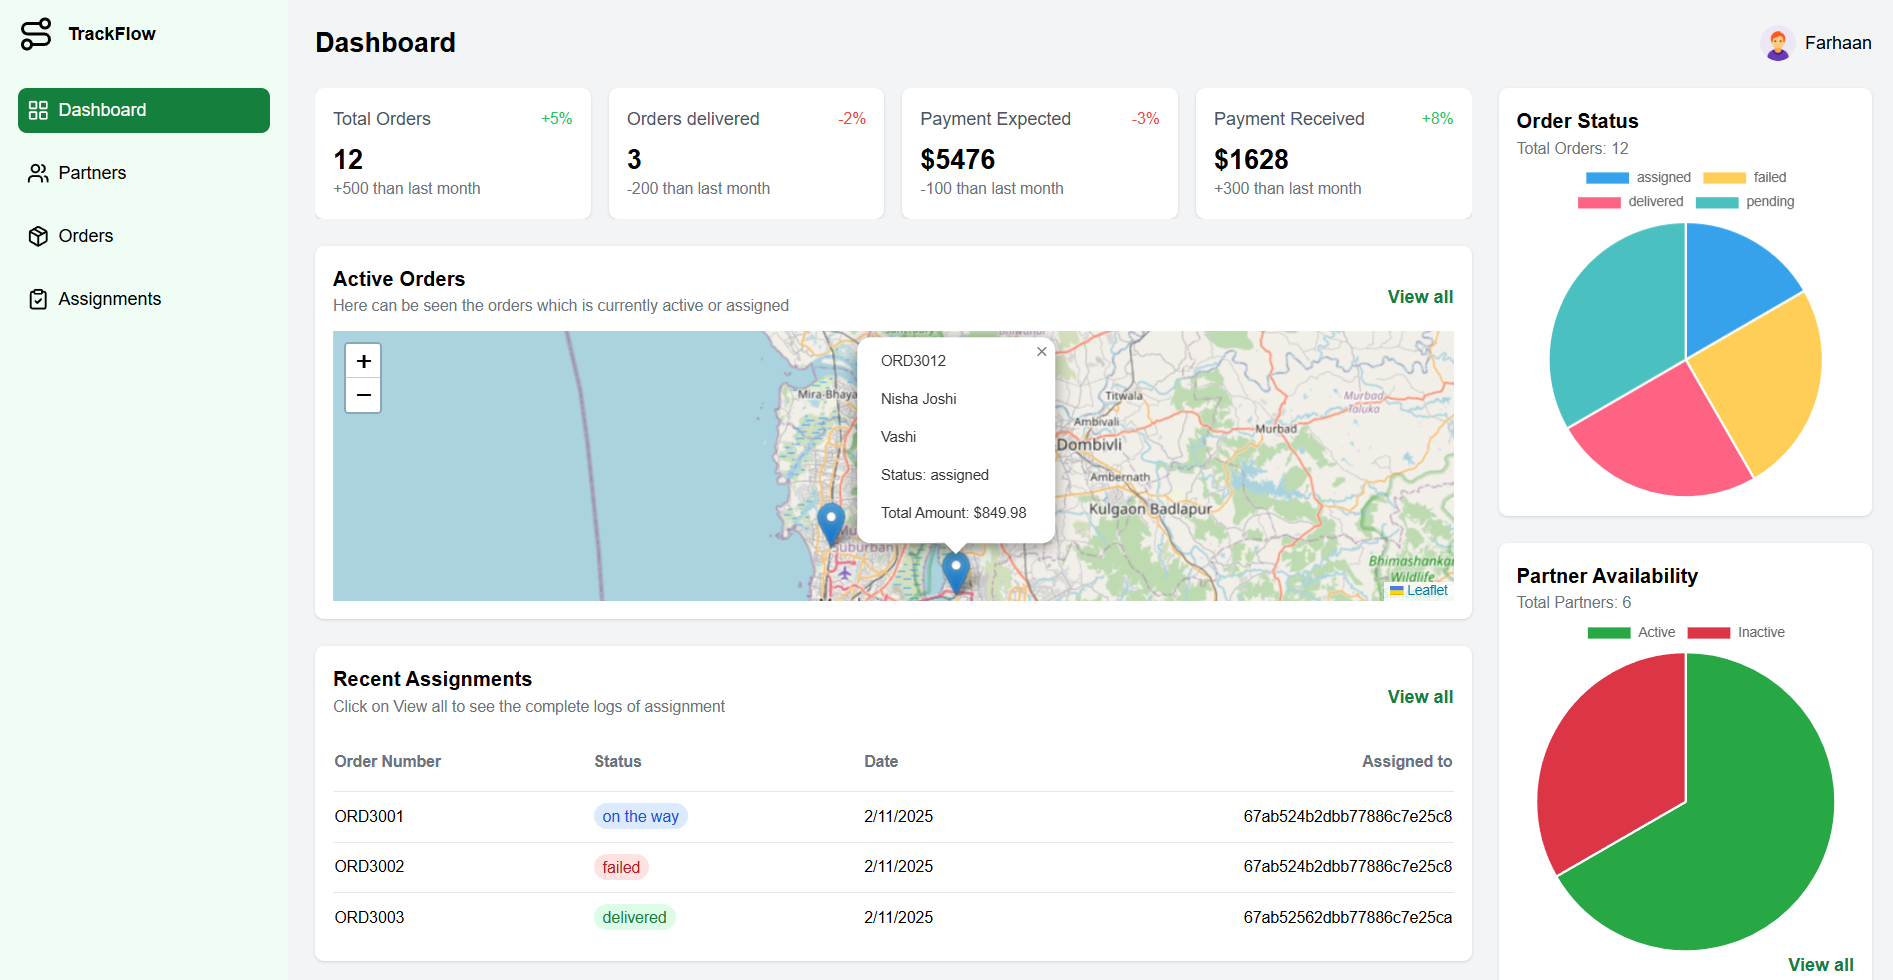 TrackFlow
Dashboard
Partners
Orders
Assignments
Dashboard
Farhaan
Total Orders +5%
12
+500 than last month
Orders delivered -2%
3
-200 than last month
Payment Expected -3%
$5476
-100 than last month
Payment Received +8%
$1628
+300 than last month
Active Orders
Here can be seen the orders which is currently active or assigned
View all
+
−
Mira-Bhaya
ORD3012
×
Nisha Joshi
Vashi
Status: assigned
Total Amount: $849.98
Titwala
Murbad
Taluka
Ambivali
Murbad
Dombivli
Ambernath
Kulgaon Badlapur
Mu
Suburban
Bhimashankar
Wildlife
Leaflet
Recent Assignments
Click on View all to see the complete logs of assignment
View all
Order Number Status Date Assigned to
ORD3001 on the way 2/11/2025 67ab524b2dbb77886c7e25c8
ORD3002 failed 2/11/2025 67ab524b2dbb77886c7e25c8
ORD3003 delivered 2/11/2025 67ab52562dbb77886c7e25ca
Order Status
Total Orders: 12
assigned failed
delivered pending
Partner Availability
Total Partners: 6
Active Inactive
View all